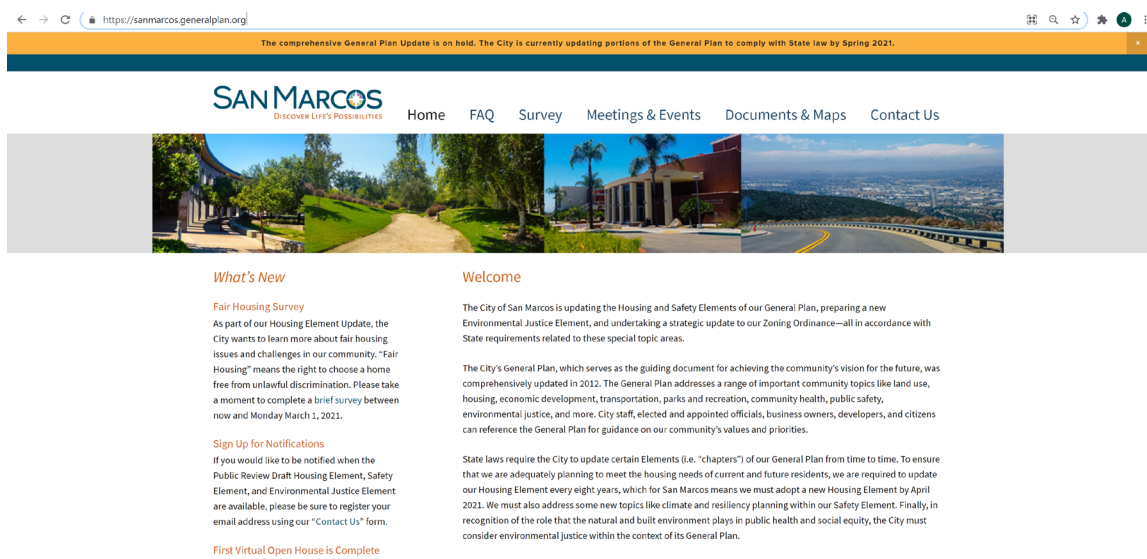 https://sanmarcos.generalplan.org
A
The comprehensive General Plan Update is on hold. The City is currently updating portions of the General Plan to comply with State law by Spring 2021.
×
SAN MARCOS
DISCOVER LIFE'S POSSIBILITIES
Home FAQ Survey Meetings & Events Documents & Maps Contact Us
What's New
Fair Housing Survey
As part of our Housing Element Update, the
City wants to learn more about fair housing
issues and challenges in our community. "Fair
Housing" means the right to choose a home
free from unlawful discrimination. Please take
a moment to complete a brief survey between
now and Monday March 1, 2021.
Sign Up for Notifications
If you would like to be notified when the
Public Review Draft Housing Element, Safety
Element, and Environmental Justice Element
are available, please be sure to register your
email address using our "Contact Us" form.
First Virtual Open House is Complete
Welcome
The City of San Marcos is updating the Housing and Safety Elements of our General Plan, preparing a new
Environmental Justice Element, and undertaking a strategic update to our Zoning Ordinance—all in accordance with
State requirements related to these special topic areas.
The City's General Plan, which serves as the guiding document for achieving the community's vision for the future, was
comprehensively updated in 2012. The General Plan addresses a range of important community topics like land use,
housing, economic development, transportation, parks and recreation, community health, public safety,
environmental justice, and more. City staff, elected and appointed officials, business owners, developers, and citizens
can reference the General Plan for guidance on our community's values and priorities.
State laws require the City to update certain Elements (i.e. "chapters") of our General Plan from time to time. To ensure
that we are adequately planning to meet the housing needs of current and future residents, we are required to update
our Housing Element every eight years, which for San Marcos means we must adopt a new Housing Element by April
2021. We must also address some new topics like climate and resiliency planning within our Safety Element. Finally, in
recognition of the role that the natural and built environment plays in public health and social equity, the City must
consider environmental justice within the context of its General Plan.